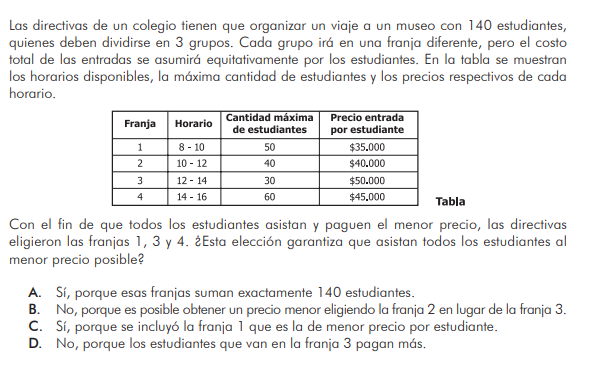 Las directivas de un colegio tienen que organizar un viaje a un museo con 140 estudiantes,
quienes deben dividirse en 3 grupos. Cada grupo irá en una franja diferente, pero el costo
total de las entradas se asumirá equitativamente por los estudiantes. En la tabla se muestran
los horarios disponibles, la máxima cantidad de estudiantes y los precios respectivos de cada
horario.
Franja Horario Cantidad máxima de estudiantes Precio entrada por estudiante
1 8 - 10 50 $35.000
2 10 - 12 40 $40.000
3 12 - 14 30 $50.000
4 14 - 16 60 $45.000
Tabla
Con el fin de que todos los estudiantes asistan y paguen el menor precio, las directivas
eligieron las franjas 1, 3 y 4. ¿Esta elección garantiza que asistan todos los estudiantes al
menor precio posible?
A. Sí, porque esas franjas suman exactamente 140 estudiantes.
B. No, porque es posible obtener un precio menor eligiendo la franja 2 en lugar de la franja 3.
C. Sí, porque se incluyó la franja 1 que es la de menor precio por estudiante.
D. No, porque los estudiantes que van en la franja 3 pagan más.